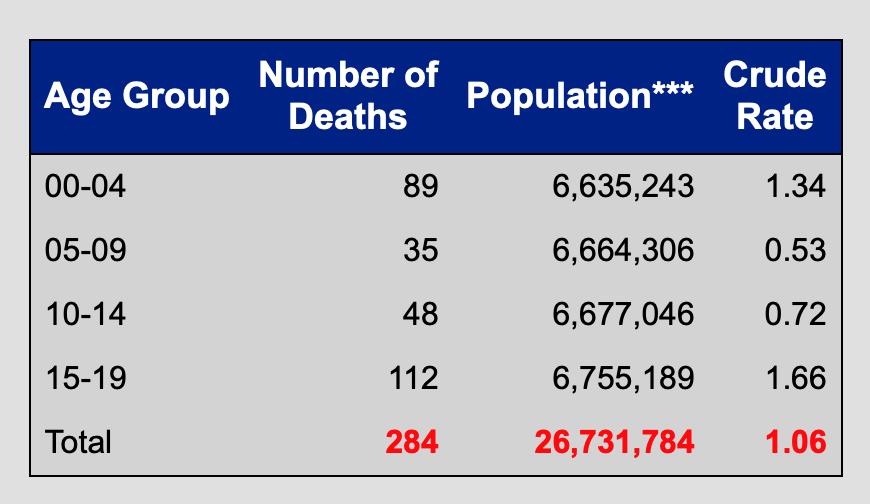 Age Group Number of Deaths Population*** Crude Rate
00-04 89 6,635,243 1.34
05-09 35 6,664,306 0.53
10-14 48 6,677,046 0.72
15-19 112 6,755,189 1.66
Total 284 26,731,784 1.06